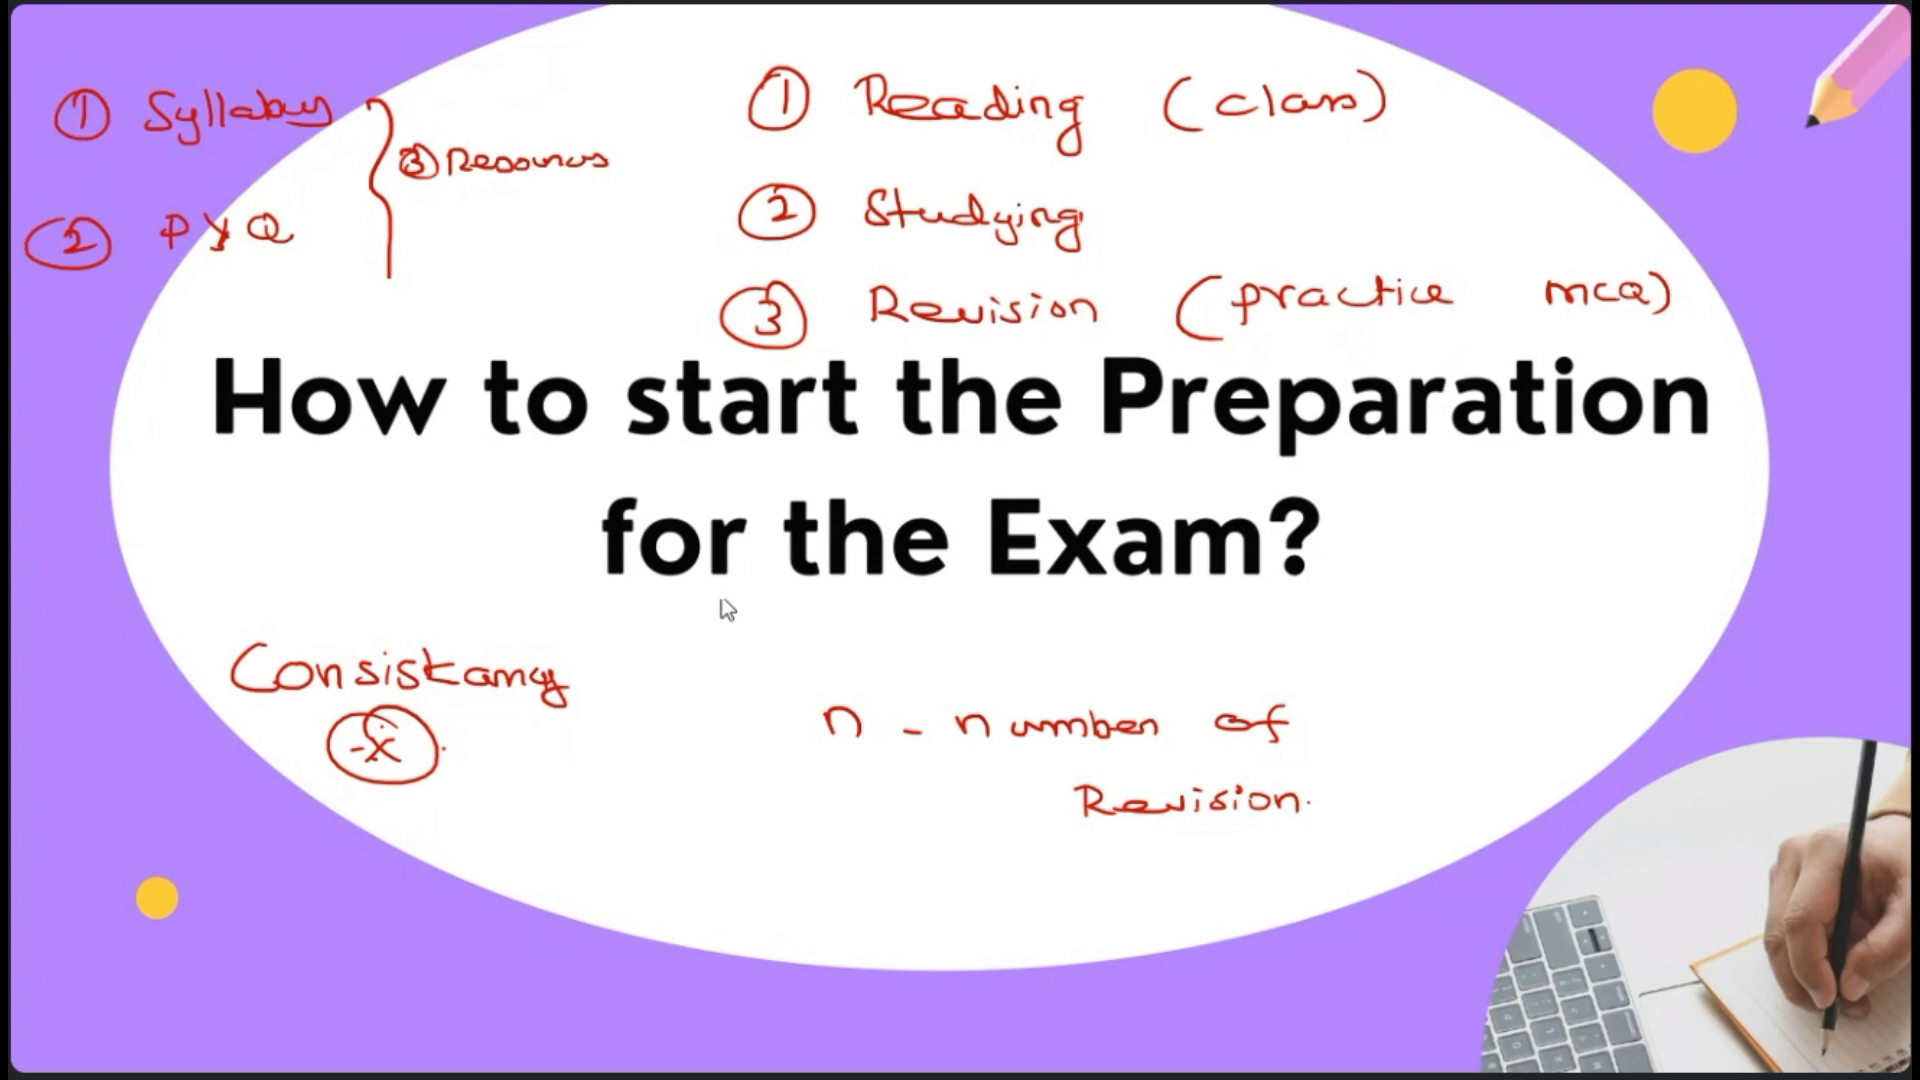 ① Syllabus
② PYQ
③ Resources
① Reading (class)
② Studying
③ Revision (practice mcq)
How to start the Preparation
for the Exam?
Consistancy
n - number of
Revision.